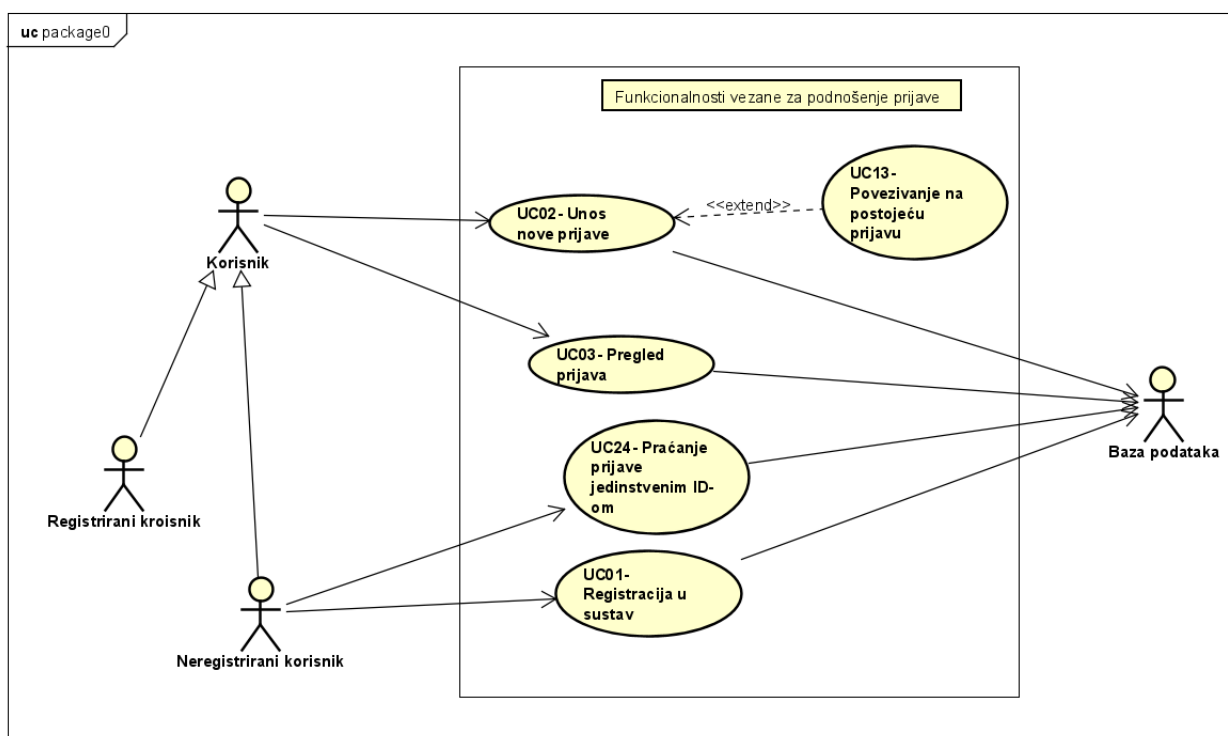 uc package0
Funkcionalnosti vezane za podnošenje prijave
UC13-
Povezivanje na
postojeću
prijavu
<<extend>>
UC02- Unos
nove prijave
Korisnik
UC03- Pregled
prijava
UC24- Praćanje
prijave
jedinstvenim ID-
om
Baza podataka
Registrirani kroisnik
UC01-
Registracija u
sustav
Neregistrirani korisnik